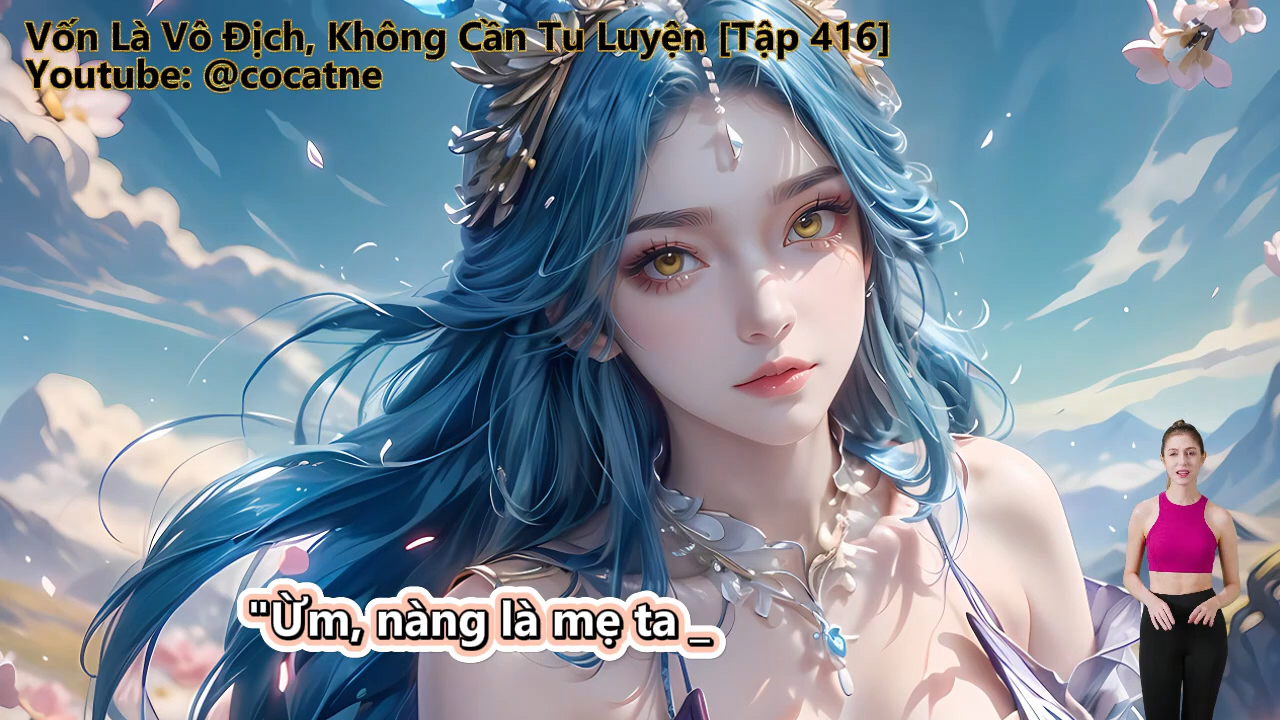 Vốn Là Vô Địch, Không Cần Tu Luyện [Tập 416]
Youtube: @cocatne
"Ừm, nàng là mẹ ta _